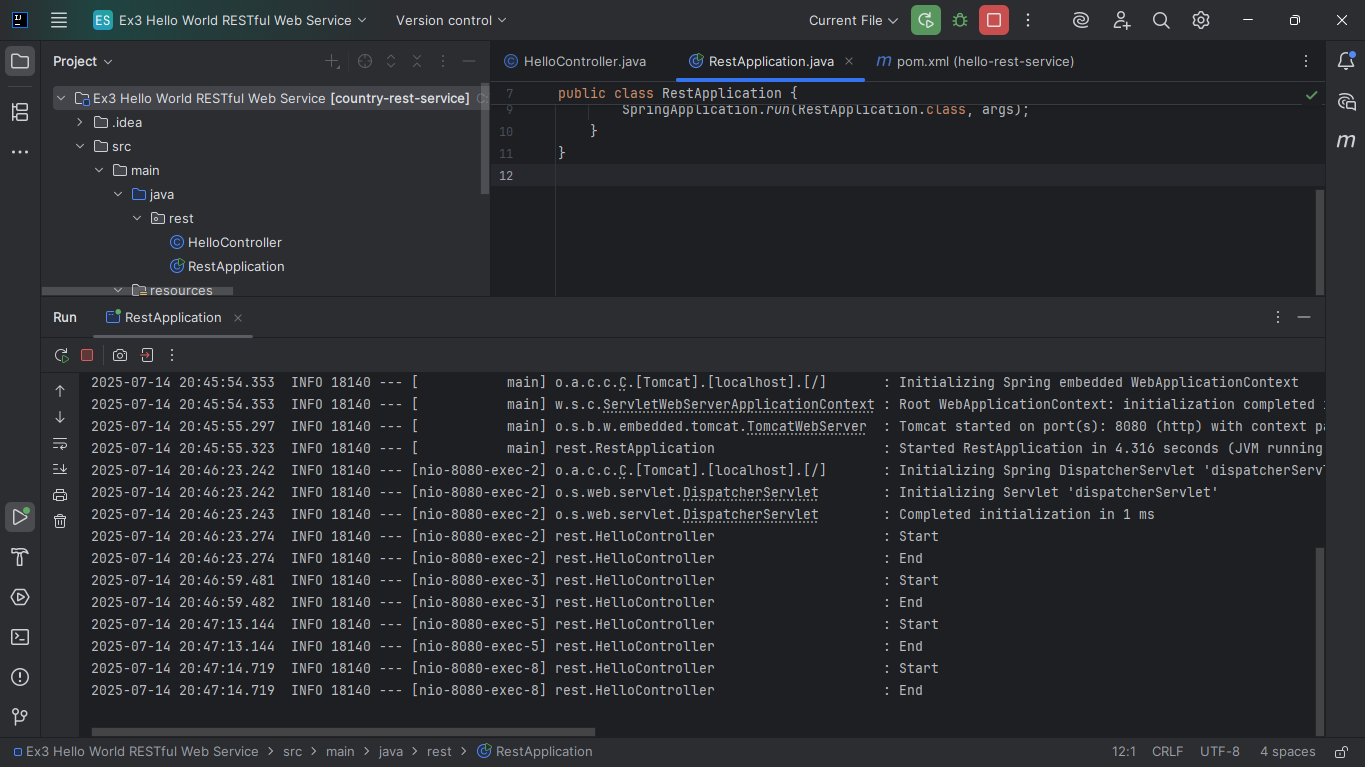 ES Ex3 Hello World RESTful Web Service Version control Current File
Project
Ex3 Hello World RESTful Web Service [country-rest-service]
.idea
src
main
java
rest
HelloController
RestApplication
resources
HelloController.java RestApplication.java m pom.xml (hello-rest-service)
7 public class RestApplication {
9 SpringApplication.run(RestApplication.class, args);
10 }
11 }
12
m
Run RestApplication
2025-07-14 20:45:54.353 INFO 18140 --- [ main] o.a.c.c.C.[Tomcat].[localhost].[/] : Initializing Spring embedded WebApplicationContext
2025-07-14 20:45:54.353 INFO 18140 --- [ main] w.s.c.ServletWebServerApplicationContext : Root WebApplicationContext: initialization completed
2025-07-14 20:45:55.297 INFO 18140 --- [ main] o.s.b.w.embedded.tomcat.TomcatWebServer : Tomcat started on port(s): 8080 (http) with context pa
2025-07-14 20:45:55.323 INFO 18140 --- [ main] rest.RestApplication : Started RestApplication in 4.316 seconds (JVM running
2025-07-14 20:46:23.242 INFO 18140 --- [nio-8080-exec-2] o.a.c.c.C.[Tomcat].[localhost].[/] : Initializing Spring DispatcherServlet 'dispatcherServ
2025-07-14 20:46:23.242 INFO 18140 --- [nio-8080-exec-2] o.s.web.servlet.DispatcherServlet : Initializing Servlet 'dispatcherServlet'
2025-07-14 20:46:23.243 INFO 18140 --- [nio-8080-exec-2] o.s.web.servlet.DispatcherServlet : Completed initialization in 1 ms
2025-07-14 20:46:23.274 INFO 18140 --- [nio-8080-exec-2] rest.HelloController : Start
2025-07-14 20:46:23.274 INFO 18140 --- [nio-8080-exec-2] rest.HelloController : End
2025-07-14 20:46:59.481 INFO 18140 --- [nio-8080-exec-3] rest.HelloController : Start
2025-07-14 20:46:59.482 INFO 18140 --- [nio-8080-exec-3] rest.HelloController : End
2025-07-14 20:47:13.144 INFO 18140 --- [nio-8080-exec-5] rest.HelloController : Start
2025-07-14 20:47:13.144 INFO 18140 --- [nio-8080-exec-5] rest.HelloController : End
2025-07-14 20:47:14.719 INFO 18140 --- [nio-8080-exec-8] rest.HelloController : Start
2025-07-14 20:47:14.719 INFO 18140 --- [nio-8080-exec-8] rest.HelloController : End
Ex3 Hello World RESTful Web Service > src > main > java > rest > RestApplication 12:1 CRLF UTF-8 4 spaces